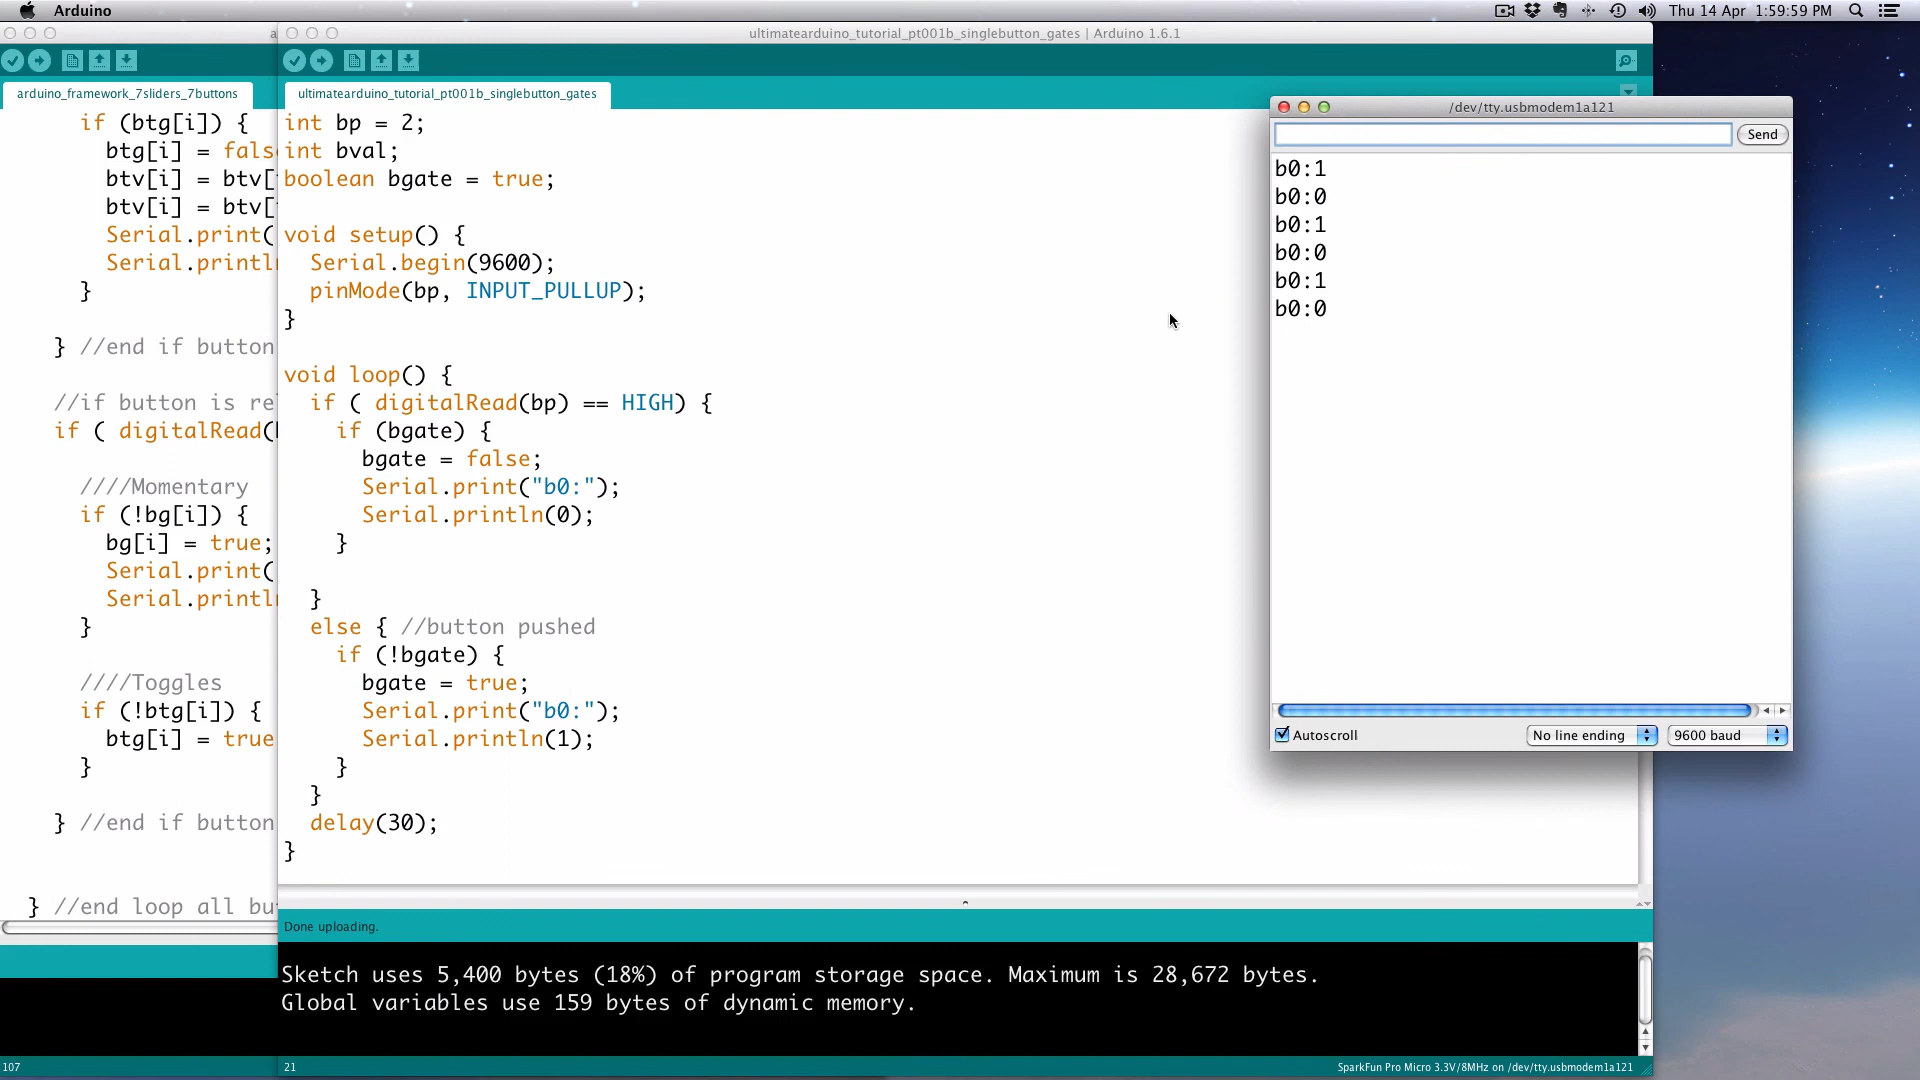 Arduino
Thu 14 Apr 1:59:59 PM
ultimatearduino_tutorial_pt001b_singlebutton_gates | Arduino 1.6.1
arduino_framework_7sliders_7buttons
if (btg[i]) {
btg[i] = fals
btv[i] = btv[
btv[i] = btv[
Serial.print(
Serial.println
}
} //end if button
//if button is re
if ( digitalRead(
////Momentary
if (!bg[i]) {
bg[i] = true;
Serial.print(
Serial.println
}
////Toggles
if (!btg[i]) {
btg[i] = true
}
} //end if button
} //end loop all bu
107
ultimatearduino_tutorial_pt001b_singlebutton_gates
int bp = 2;
int bval;
boolean bgate = true;
void setup() {
Serial.begin(9600);
pinMode(bp, INPUT_PULLUP);
}
void loop() {
if ( digitalRead(bp) == HIGH) {
if (bgate) {
bgate = false;
Serial.print("b0:");
Serial.println(0);
}
}
else { //button pushed
if (!bgate) {
bgate = true;
Serial.print("b0:");
Serial.println(1);
}
}
delay(30);
}
Done uploading.
Sketch uses 5,400 bytes (18%) of program storage space. Maximum is 28,672 bytes.
Global variables use 159 bytes of dynamic memory.
21
SparkFun Pro Micro 3.3V/8MHz on /dev/tty.usbmodem1a121
/dev/tty.usbmodem1a121
Send
b0:1
b0:0
b0:1
b0:0
b0:1
b0:0
Autoscroll
No line ending
9600 baud